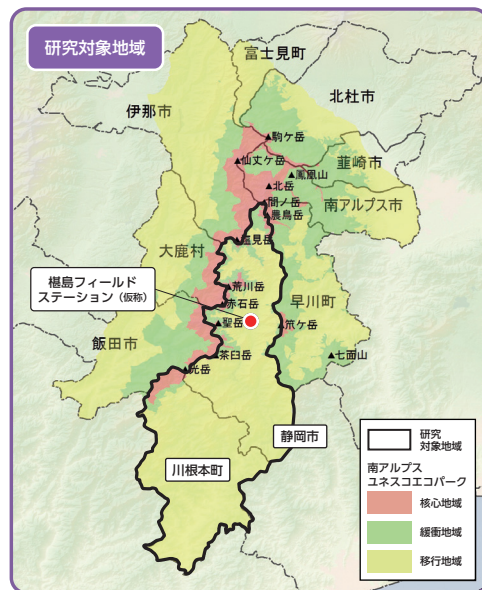 研究対象地域
富士見町
北杜市
伊那市
▲駒ケ岳
▲仙丈ケ岳
韮崎市
▲鳳凰山
▲北岳
間ノ岳
南アルプス市
▲農鳥岳
大鹿村
▲塩見岳
椹島フィールド
ステーション（仮称）
▲荒川岳
早川町
赤石岳
▲聖岳
▲笊ケ岳
飯田市
▲茶臼岳
▲七面山
▲光岳
静岡市
川根本町
研究
対象地域
南アルプス
ユネスコエコパーク
核心地域
緩衝地域
移行地域